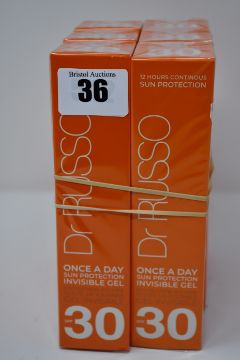 Bristol Auctions
36
Dr RUSSO
ONCE A DAY
SUN PROTECTION
INVISIBLE GEL
30
12 HOURS CONTINOUS
SUN PROTECTION
Dr RUSSO
ONCE A DAY
SUN PROTECTION
INVISIBLE GEL
30